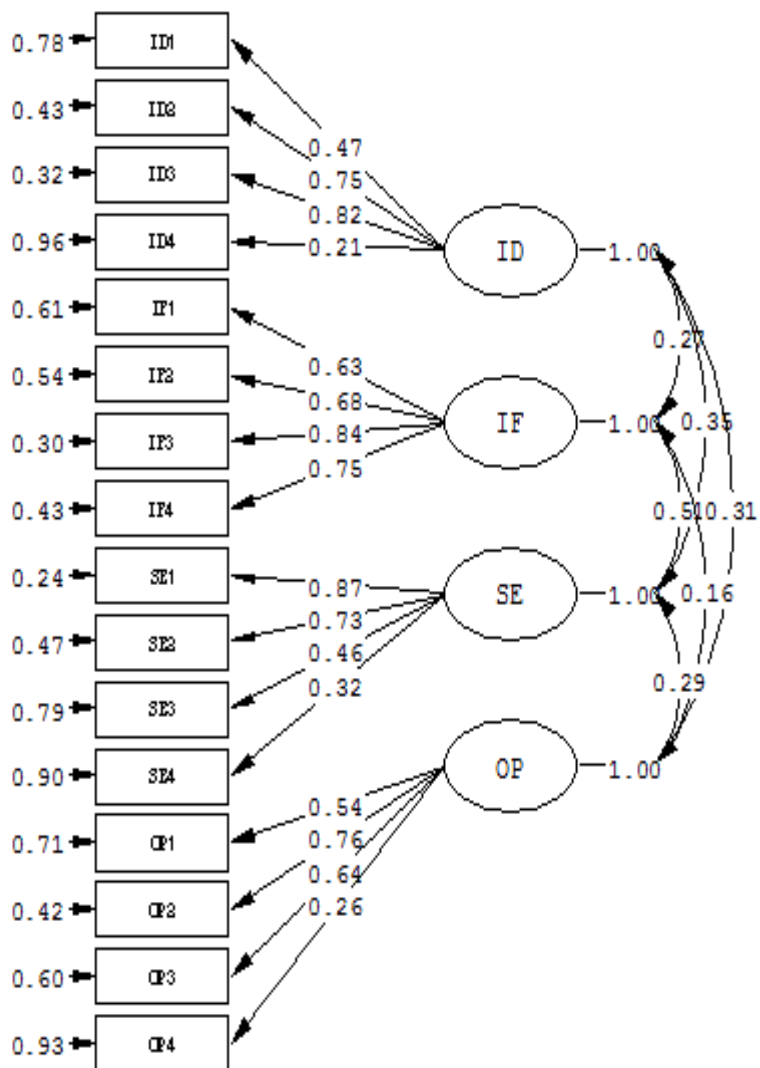 0.78 ID1
0.47
0.43 ID2
0.75
0.32 ID3
0.82
0.96 ID4
0.21
ID 1.00
0.61 IF1
0.27
0.63
0.54 IF2
0.68
0.30 IF3
0.84
IF 1.00 0.35
0.75
0.43 IF4
0.51 0.31
0.24 SE1
0.87
SE 1.00 0.16
0.73
0.47 SE2
0.46
0.32
0.29
0.79 SE3
0.90 SE4
OP 1.00
0.54
0.71 OP1
0.76
0.64
0.42 OP2
0.26
0.60 OP3
0.93 OP4